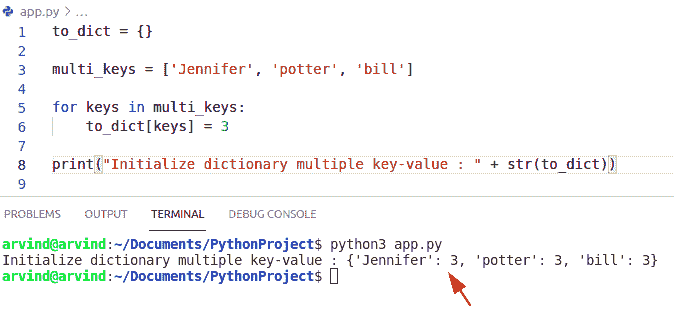 app.py > ...
1 to_dict = {}
2
3 multi_keys = ['Jennifer', 'potter', 'bill']
4
5 for keys in multi_keys:
6     to_dict[keys] = 3
7
8 print("Initialize dictionary multiple key-value : " + str(to_dict))
9
PROBLEMS OUTPUT TERMINAL DEBUG CONSOLE
arvind@arvind:~/Documents/PythonProject$ python3 app.py
Initialize dictionary multiple key-value : {'Jennifer': 3, 'potter': 3, 'bill': 3}
arvind@arvind:~/Documents/PythonProject$